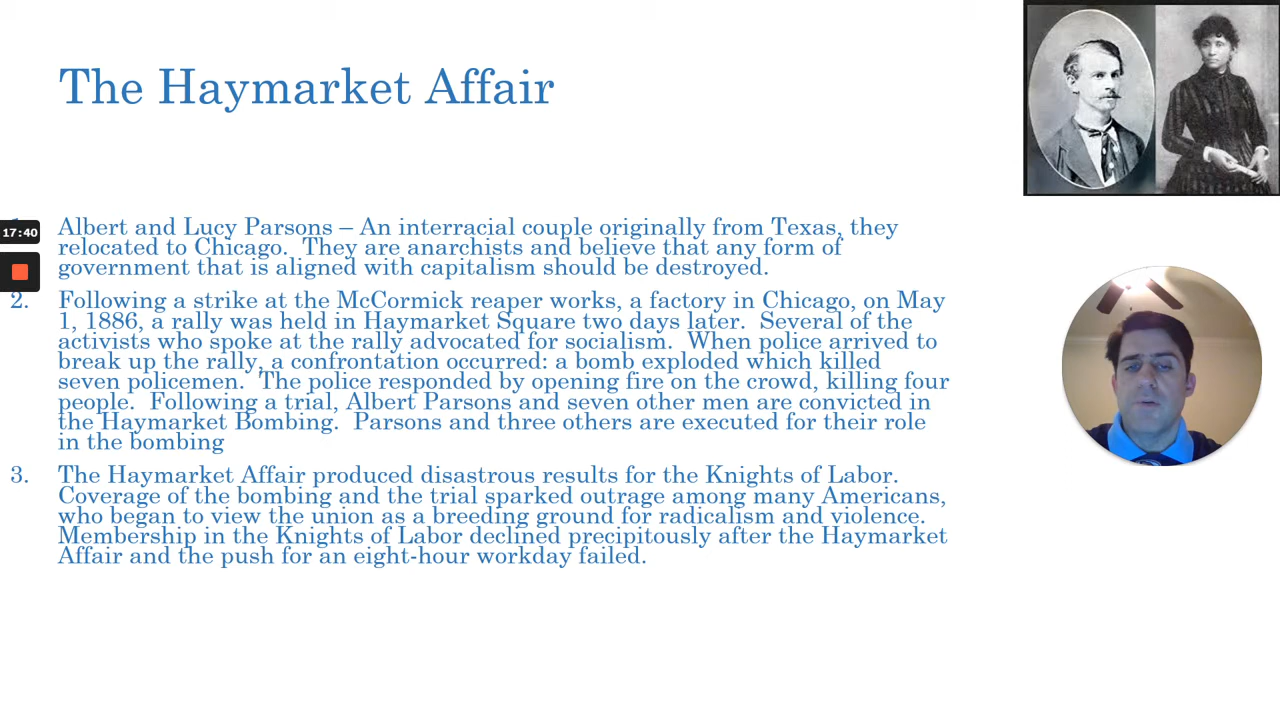 The Haymarket Affair
17:40
Albert and Lucy Parsons – An interracial couple originally from Texas, they
relocated to Chicago.  They are anarchists and believe that any form of
government that is aligned with capitalism should be destroyed.
2. Following a strike at the McCormick reaper works, a factory in Chicago, on May
1, 1886, a rally was held in Haymarket Square two days later.  Several of the
activists who spoke at the rally advocated for socialism.  When police arrived to
break up the rally, a confrontation occurred: a bomb exploded which killed
seven policemen.  The police responded by opening fire on the crowd, killing four
people.  Following a trial, Albert Parsons and seven other men are convicted in
the Haymarket Bombing.  Parsons and three others are executed for their role
in the bombing
3. The Haymarket Affair produced disastrous results for the Knights of Labor.
Coverage of the bombing and the trial sparked outrage among many Americans,
who began to view the union as a breeding ground for radicalism and violence.
Membership in the Knights of Labor declined precipitously after the Haymarket
Affair and the push for an eight-hour workday failed.